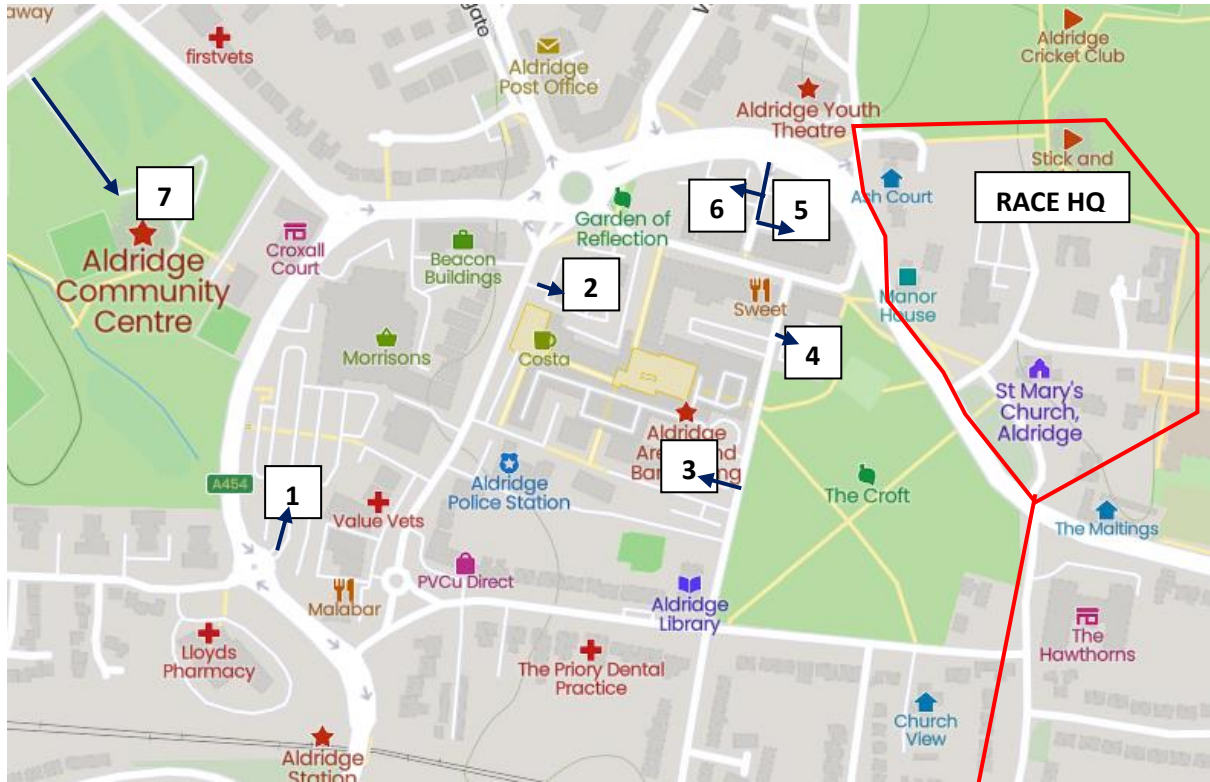 away
firstvets
gate
Aldridge
Post Office
Aldridge
Cricket Club
Aldridge Youth
Theatre
Stick and
RACE HQ
Ash Court
7
6
5
Garden of
Reflection
Croxall
Court
Beacon
Buildings
Aldridge
Community
Centre
2
Sweet
Manor
House
Morrisons
Costa
4
St Mary's
Church,
Aldridge
Aldridge
3
The Croft
A454
1
Value Vets
Aldridge
Police Station
The Maltings
Malabar
PVCu Direct
Aldridge
Library
Lloyds
Pharmacy
The Priory Dental
Practice
The
Hawthorns
Church
View
Aldridge
Station